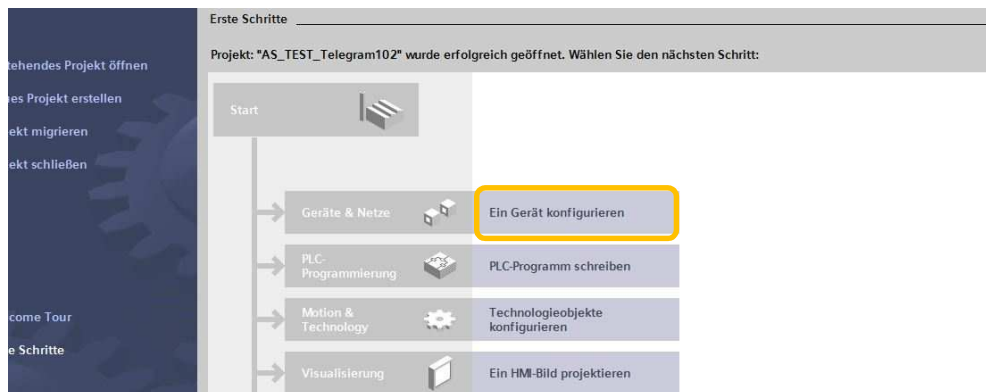 Erste Schritte
Projekt: "AS_TEST_Telegram102" wurde erfolgreich geöffnet. Wählen Sie den nächsten Schritt:
tehendes Projekt öffnen
es Projekt erstellen
ekt migrieren
ekt schließen
come Tour
e Schritte
Start
Geräte & Netze
Ein Gerät konfigurieren
PLC-
Programmierung
PLC-Programm schreiben
Motion &
Technology
Technologieobjekte
konfigurieren
Visualisierung
Ein HMI-Bild projektieren